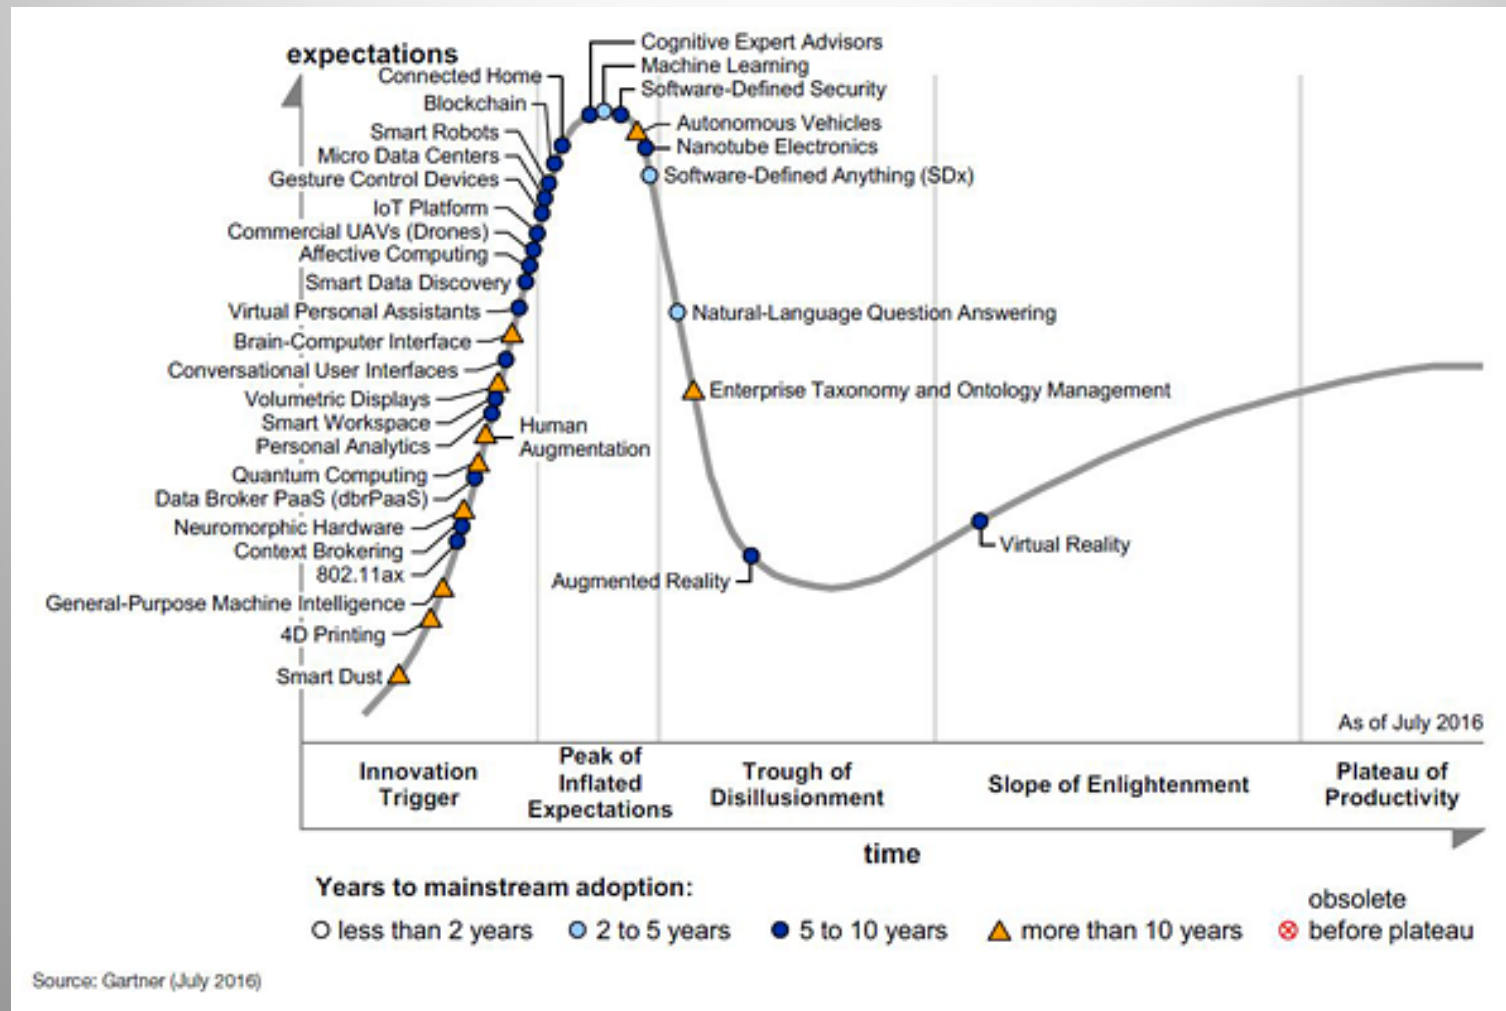 expectations
Connected Home
Blockchain
Smart Robots
Micro Data Centers
Gesture Control Devices
IoT Platform
Commercial UAVs (Drones)
Affective Computing
Smart Data Discovery
Virtual Personal Assistants
Brain-Computer Interface
Conversational User Interfaces
Volumetric Displays
Smart Workspace
Personal Analytics
Quantum Computing
Data Broker PaaS (dbrPaaS)
Neuromorphic Hardware
Context Brokering
802.11ax
General-Purpose Machine Intelligence
4D Printing
Smart Dust
Human
Augmentation
Cognitive Expert Advisors
Machine Learning
Software-Defined Security
Autonomous Vehicles
Nanotube Electronics
Software-Defined Anything (SDx)
Natural-Language Question Answering
Enterprise Taxonomy and Ontology Management
Augmented Reality
Virtual Reality
As of July 2016
Innovation
Trigger
Peak of
Inflated
Expectations
Trough of
Disillusionment
Slope of Enlightenment
Plateau of
Productivity
time
Years to mainstream adoption:
less than 2 years
2 to 5 years
5 to 10 years
more than 10 years
obsolete
before plateau
Source: Gartner (July 2016)